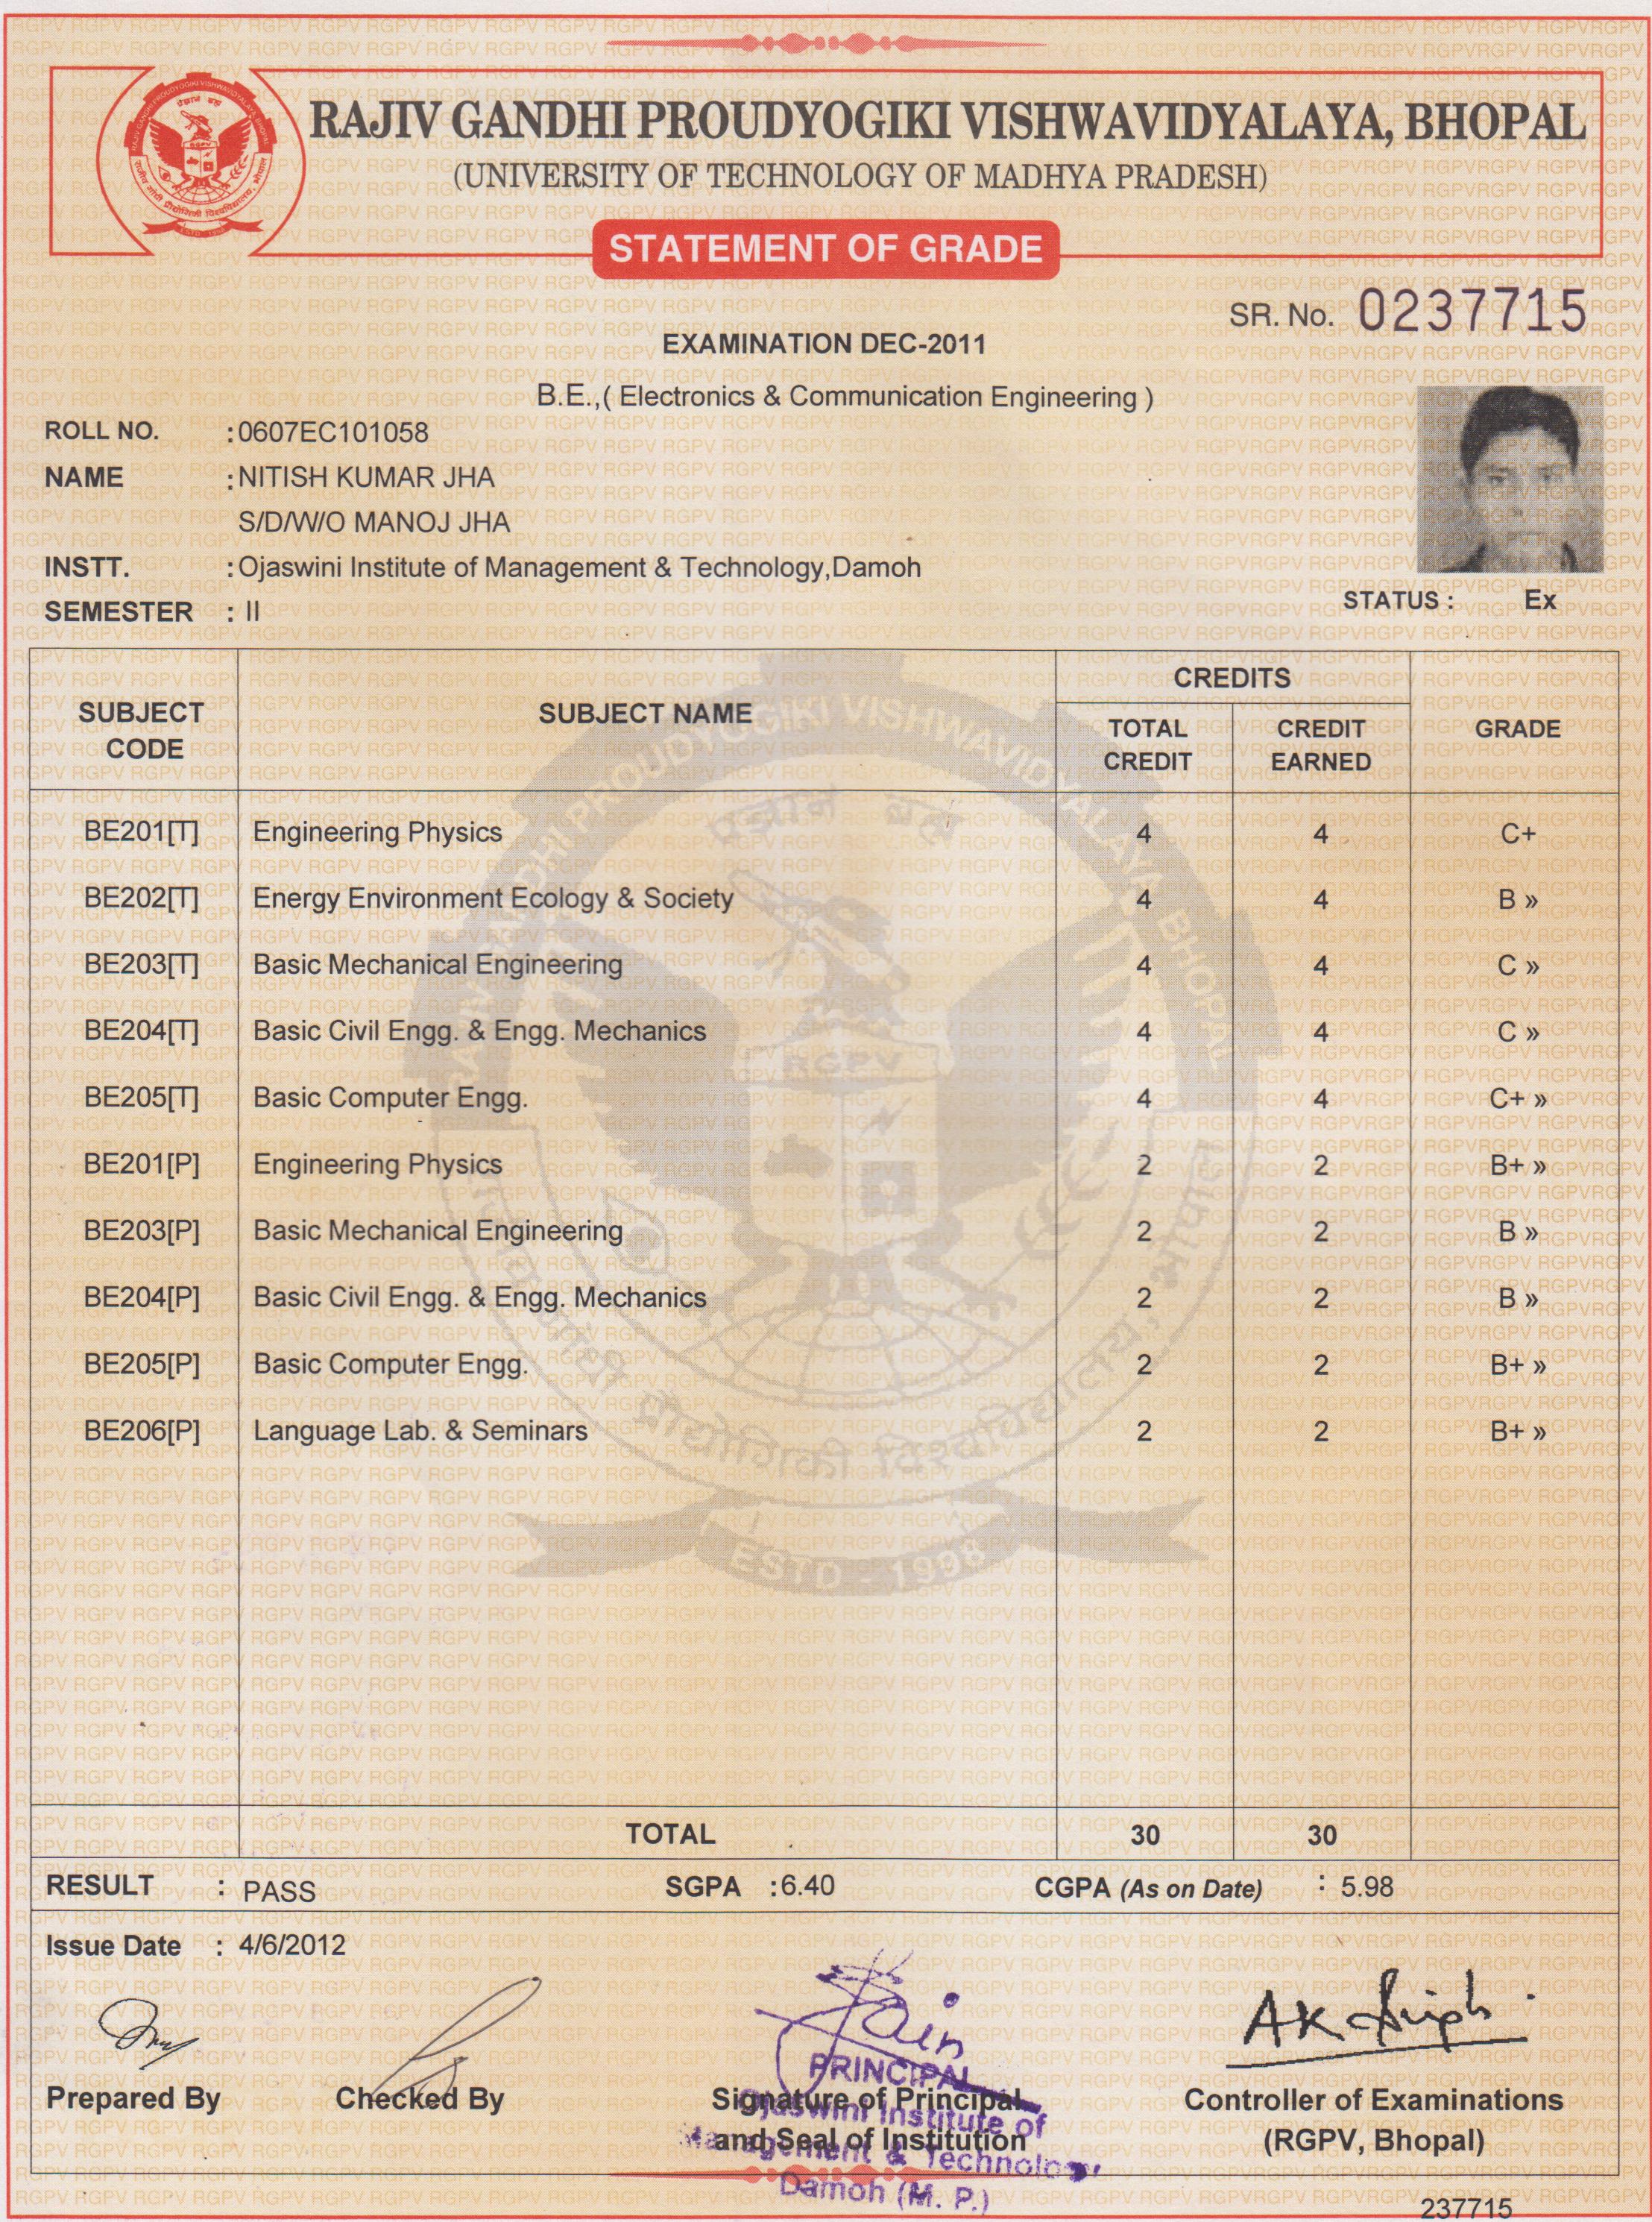 RAJIV GANDHI PROUDYOGIKI VISHWAVIDYALAYA, BHOPAL
(UNIVERSITY OF TECHNOLOGY OF MADHYA PRADESH)
STATEMENT OF GRADE
SR. No. 0237715
EXAMINATION DEC-2011
B.E.,( Electronics & Communication Engineering )
ROLL NO. :0607EC101058
NAME :NITISH KUMAR JHA
S/D/W/O MANOJ JHA
INSTT. :Ojaswini Institute of Management & Technology,Damoh
SEMESTER : II
STATUS : Ex
CREDITS
SUBJECT CODE SUBJECT NAME TOTAL CREDIT CREDIT EARNED GRADE
BE201[T] Engineering Physics 4 4 C+
BE202[T] Energy Environment Ecology & Society 4 4 B »
BE203[T] Basic Mechanical Engineering 4 4 C »
BE204[T] Basic Civil Engg. & Engg. Mechanics 4 4 C »
BE205[T] Basic Computer Engg. 4 4 C+ »
BE201[P] Engineering Physics 2 2 B+ »
BE203[P] Basic Mechanical Engineering 2 2 B »
BE204[P] Basic Civil Engg. & Engg. Mechanics 2 2 B »
BE205[P] Basic Computer Engg. 2 2 B+ »
BE206[P] Language Lab. & Seminars 2 2 B+ »
ESTD - 1998
TOTAL 30 30
RESULT : PASS SGPA :6.40 CGPA (As on Date) : 5.98
Issue Date : 4/6/2012
Jain
AK Singh
PRINCIPAL
Prepared By Checked By Signature of Principal Controller of Examinations
Ojaswini Institute of
and Seal of Institution (RGPV, Bhopal)
Management & Technology
Damoh (M. P.)
237715